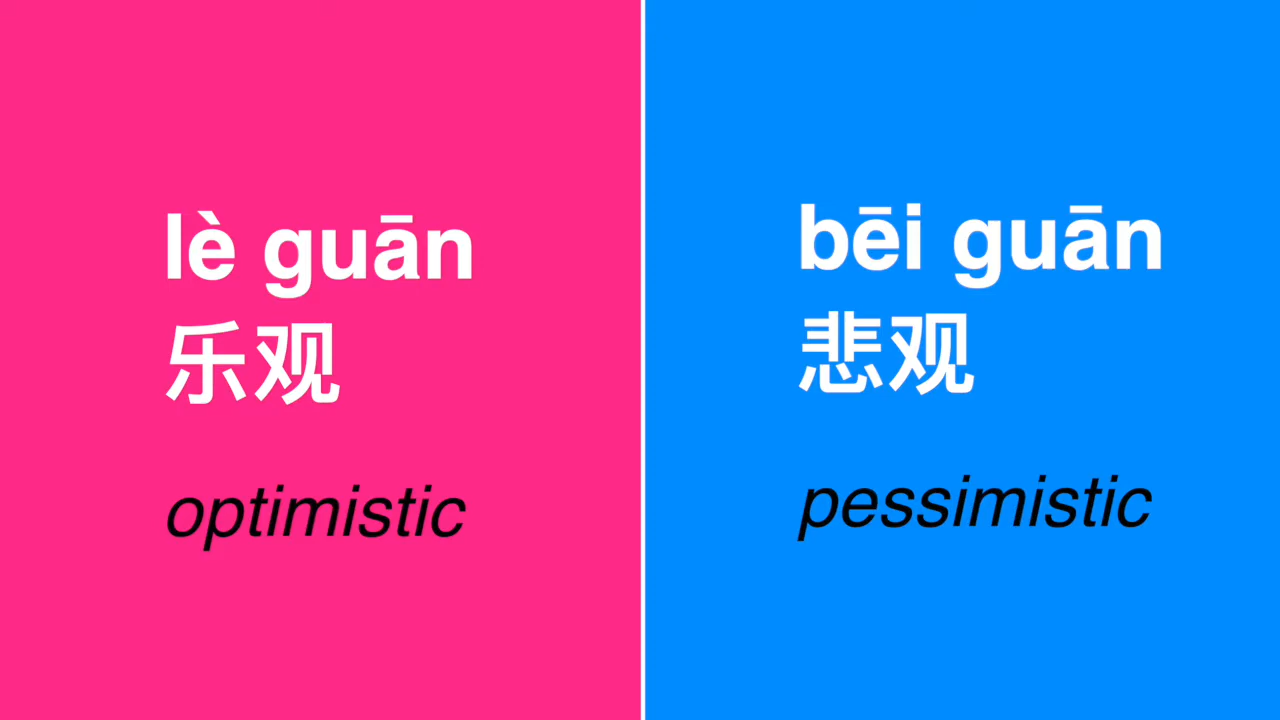 lè guān
乐观
optimistic
bēi guān
悲观
pessimistic